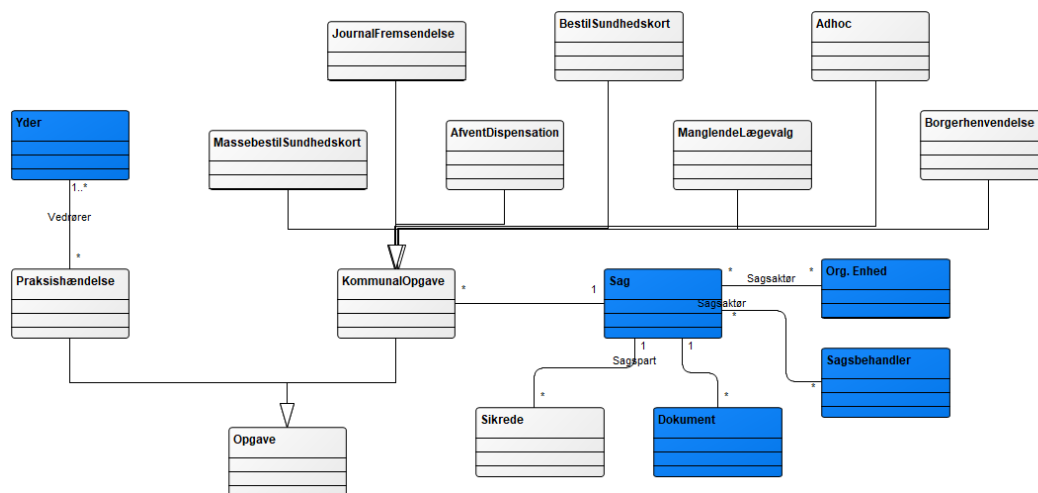 JournalFremsendelse
BestilSundhedskort
Adhoc
Yder
MassebestilSundhedskort
AfventDispensation
ManglendeLægevalg
Borgerhenvendelse
1..*
Vedrører
*
Praksishændelse
KommunalOpgave
*
1
Sag
*
Sagsaktør
*
Org. Enhed
Sagsaktør
*
1
1
Sagspart
Sagsbehandler
*
*
*
Sikrede
Dokument
Opgave